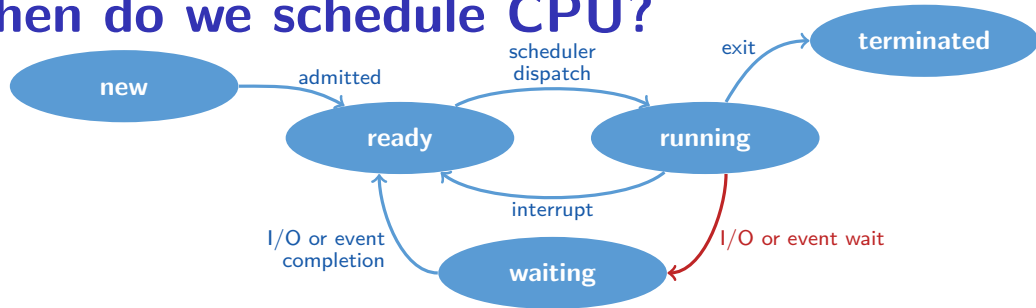 hen do we schedule CPU?
new
admitted
scheduler
dispatch
exit
terminated
ready
running
interrupt
I/O or event
completion
waiting
I/O or event wait